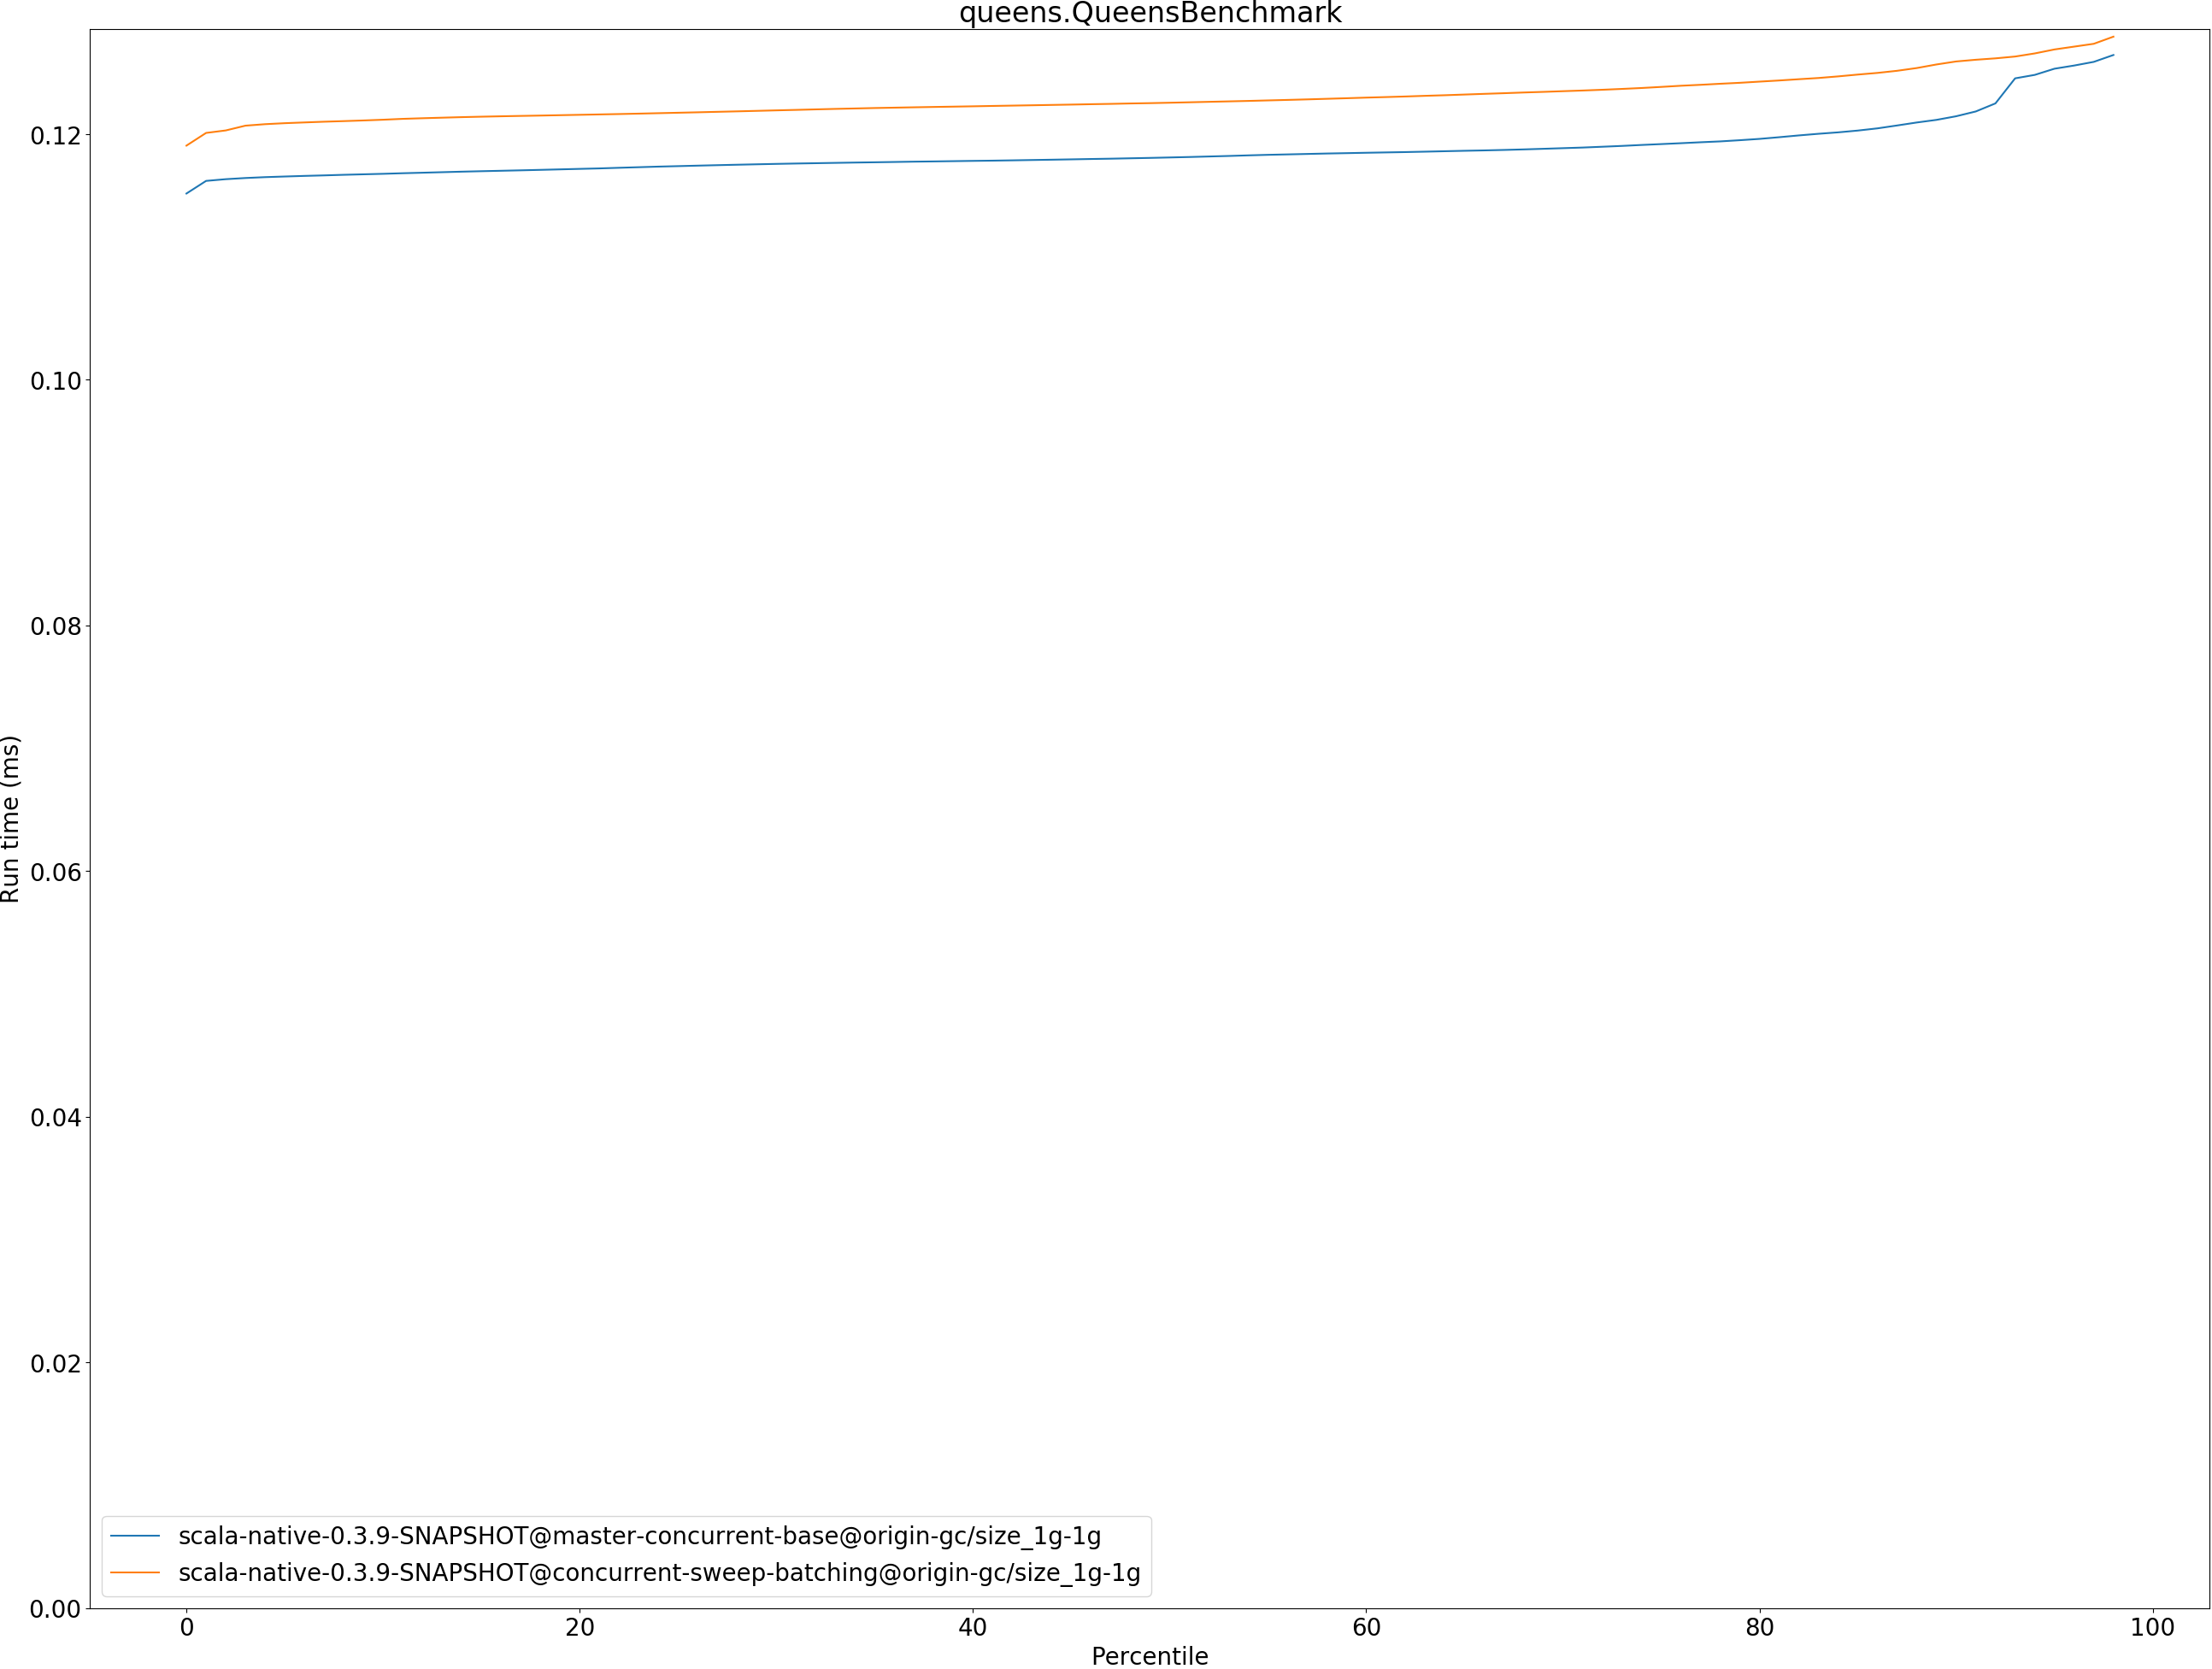 queens.QueensBenchmark
0.12
0.10
0.08
0.06
0.04
0.02
0.00
Run time (ms)
scala-native-0.3.9-SNAPSHOT@master-concurrent-base@origin-gc/size_1g-1g
scala-native-0.3.9-SNAPSHOT@concurrent-sweep-batching@origin-gc/size_1g-1g
0 20 40 60 80 100
Percentile